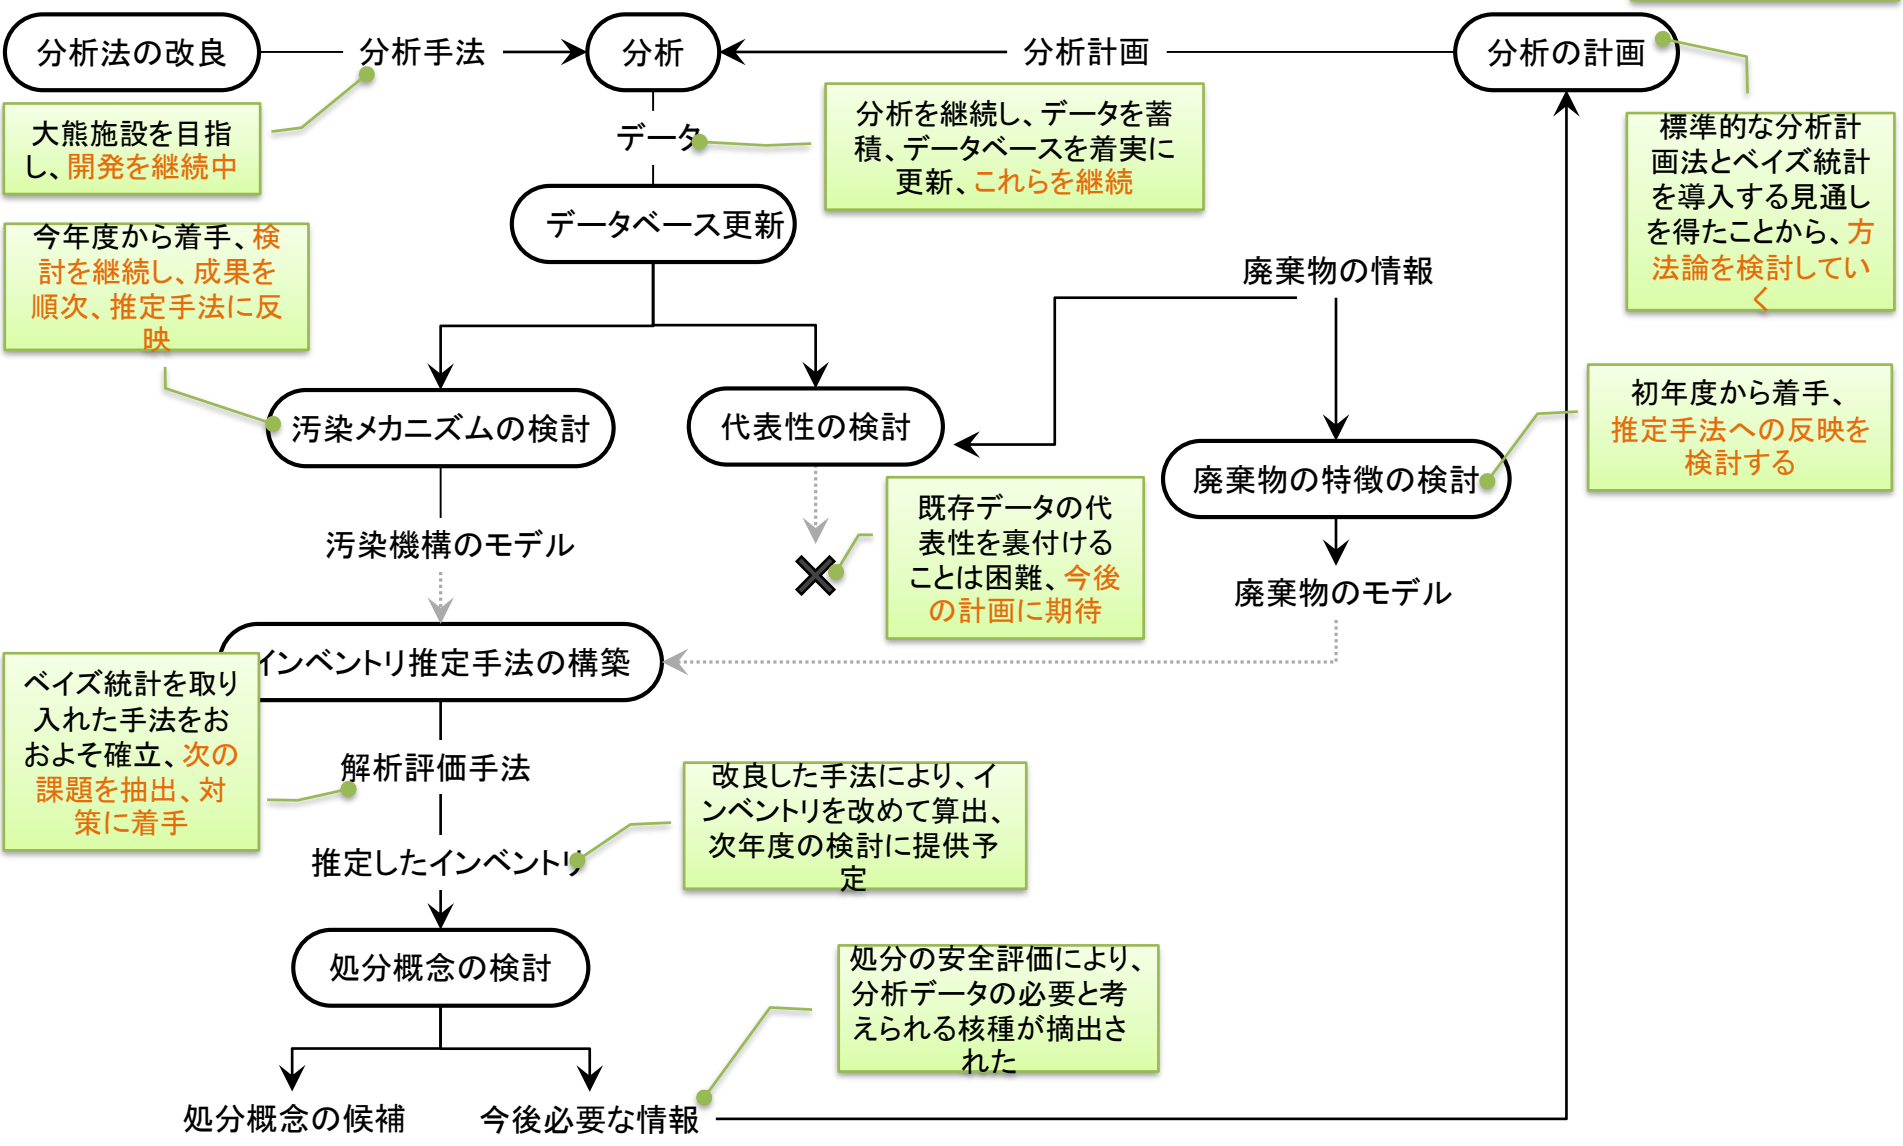 分析法の改良
分析手法
分析
分析計画
分析の計画
大熊施設を目指
し、開発を継続中
データ
分析を継続し、データを蓄
積、データベースを着実に
更新、これらを継続
標準的な分析計
画法とベイズ統計
を導入する見通し
を得たことから、方
法論を検討してい
く
データベース更新
今年度から着手、検
討を継続し、成果を
順次、推定手法に反
映
廃棄物の情報
汚染メカニズムの検討
代表性の検討
初年度から着手、
推定手法への反映を
検討する
廃棄物の特徴の検討
既存データの代
表性を裏付ける
ことは困難、今後
の計画に期待
汚染機構のモデル
廃棄物のモデル
インベントリ推定手法の構築
ベイズ統計を取り
入れた手法をお
およそ確立、次の
課題を抽出、対
策に着手
解析評価手法
改良した手法により、イ
ンベントリを改めて算出、
次年度の検討に提供予
定
推定したインベントリ
処分概念の検討
処分の安全評価により、
分析データの必要と考
えられる核種が摘出さ
れた
処分概念の候補
今後必要な情報